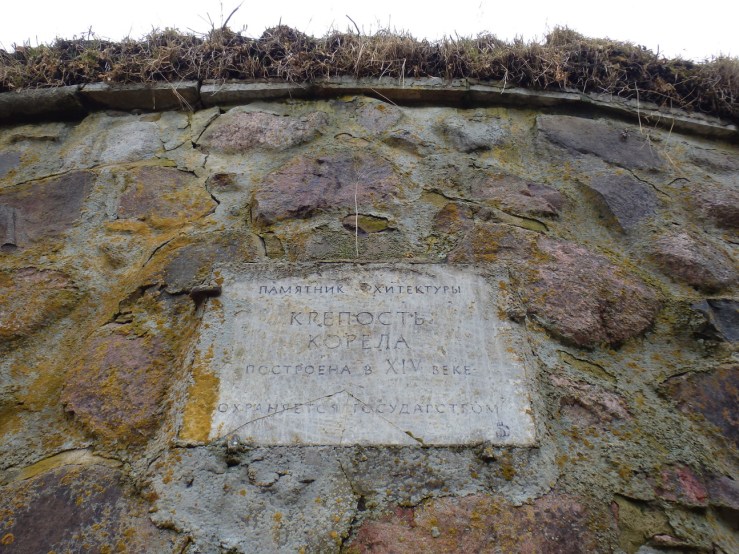 ПАМЯТНИК АРХИТЕКТУРЫ
КРЕПОСТЬ
КОРЕЛА
ПОСТРОЕНА В XIV ВЕКЕ
ОХРАНЯЕТСЯ ГОСУДАРСТВОМ